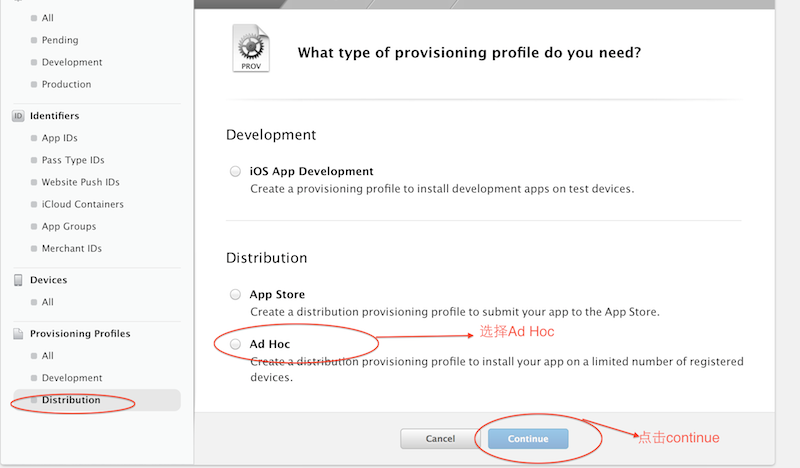 All
Pending
Development
Production
ID
Identifiers
App IDs
Pass Type IDs
Website Push IDs
iCloud Containers
App Groups
Merchant IDs
Devices
All
Provisioning Profiles
All
Development
Distribution
PROV
What type of provisioning profile do you need?
Development
iOS App Development
Create a provisioning profile to install development apps on test devices.
Distribution
App Store
Create a distribution provisioning profile to submit your app to the App Store.
选择Ad Hoc
Ad Hoc
Create a distribution provisioning profile to install your app on a limited number of registered
devices.
Cancel
Continue
点击continue